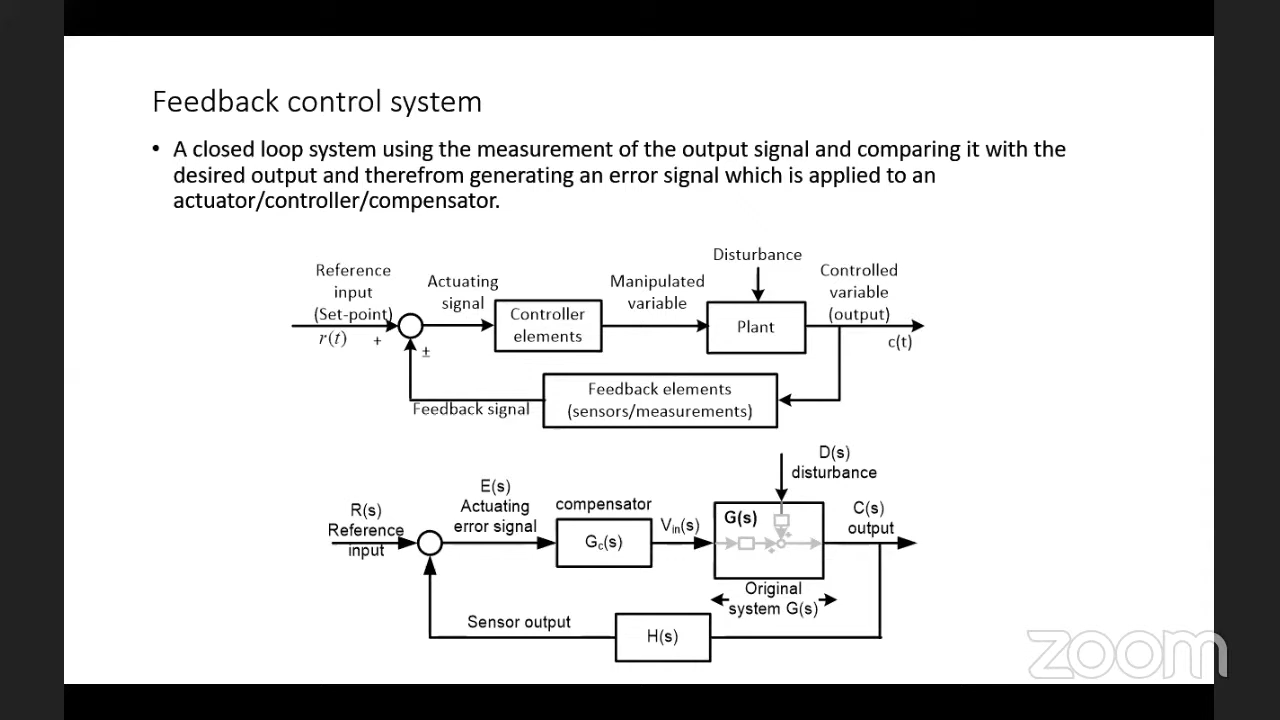 Feedback control system
• A closed loop system using the measurement of the output signal and comparing it with the
desired output and therefrom generating an error signal which is applied to an
actuator/controller/compensator.
Disturbance
Reference
input
(Set-point)
r(t)
+
±
Actuating
signal
Controller
elements
Manipulated
variable
Plant
Controlled
variable
(output)
c(t)
Feedback elements
(sensors/measurements)
Feedback signal
D(s)
disturbance
R(s)
Reference
input
E(s)
Actuating
error signal
compensator
Gc(s)
Vin(s)
G(s)
+
+
C(s)
output
Original
system G(s)
Sensor output
H(s)
zoom